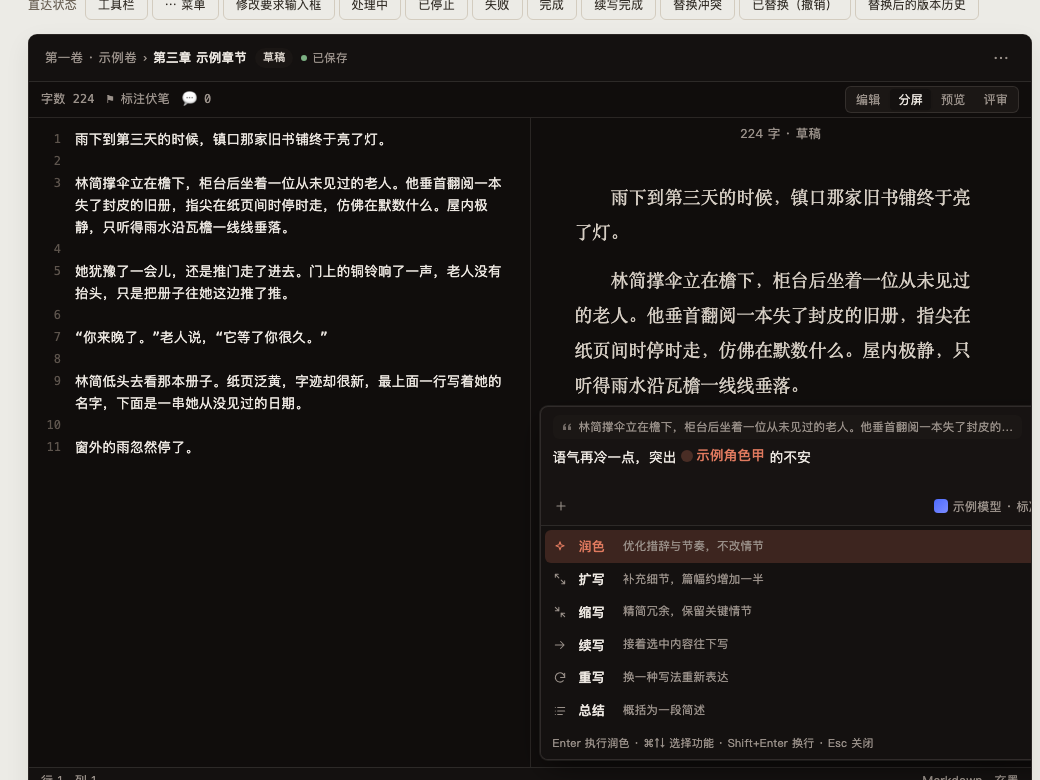 直达状态 工具栏 ··· 菜单 修改要求输入框 处理中 已停止 失败 完成 续写完成 替换冲突 已替换（撤销） 替换后的版本历史
第一卷 · 示例卷 › 第三章 示例章节 草稿 已保存 ···
字数 224 标注伏笔 0 编辑 分屏 预览 评审
1 雨下到第三天的时候，镇口那家旧书铺终于亮了灯。
2
3 林简撑伞立在檐下，柜台后坐着一位从未见过的老人。他垂首翻阅一本
失了封皮的旧册，指尖在纸页间时停时走，仿佛在默数什么。屋内极
静，只听得雨水沿瓦檐一线线垂落。
4
5 她犹豫了一会儿，还是推门走了进去。门上的铜铃响了一声，老人没有
抬头，只是把册子往她这边推了推。
6
7 “你来晚了。”老人说，“它等了你很久。”
8
9 林简低头去看那本册子。纸页泛黄，字迹却很新，最上面一行写着她的
名字，下面是一串她从没见过的日期。
10
11 窗外的雨忽然停了。
224 字 · 草稿
雨下到第三天的时候，镇口那家旧书铺终于亮
了灯。
林简撑伞立在檐下，柜台后坐着一位从未见过
的老人。他垂首翻阅一本失了封皮的旧册，指尖在
纸页间时停时走，仿佛在默数什么。屋内极静，只
听得雨水沿瓦檐一线线垂落。
林简撑伞立在檐下，柜台后坐着一位从未见过的老人。他垂首翻阅一本失了封皮的…
语气再冷一点，突出 示例角色甲 的不安
+ 示例模型 · 标
润色 优化措辞与节奏，不改情节
扩写 补充细节，篇幅约增加一半
缩写 精简冗余，保留关键情节
续写 接着选中内容往下写
重写 换一种写法重新表达
总结 概括为一段简述
Enter 执行润色 · ⌘↑↓ 选择功能 · Shift+Enter 换行 · Esc 关闭
行 1，列 1 Markdown